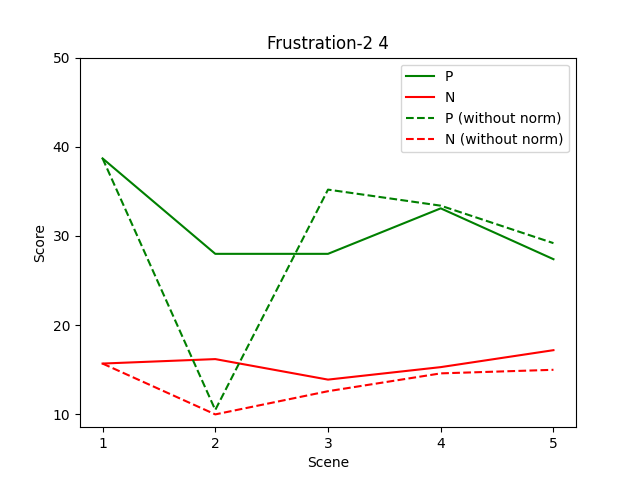 Frustration-2 4
50
40
30
20
10
Score
P
N
P (without norm)
N (without norm)
1 2 3 4 5
Scene